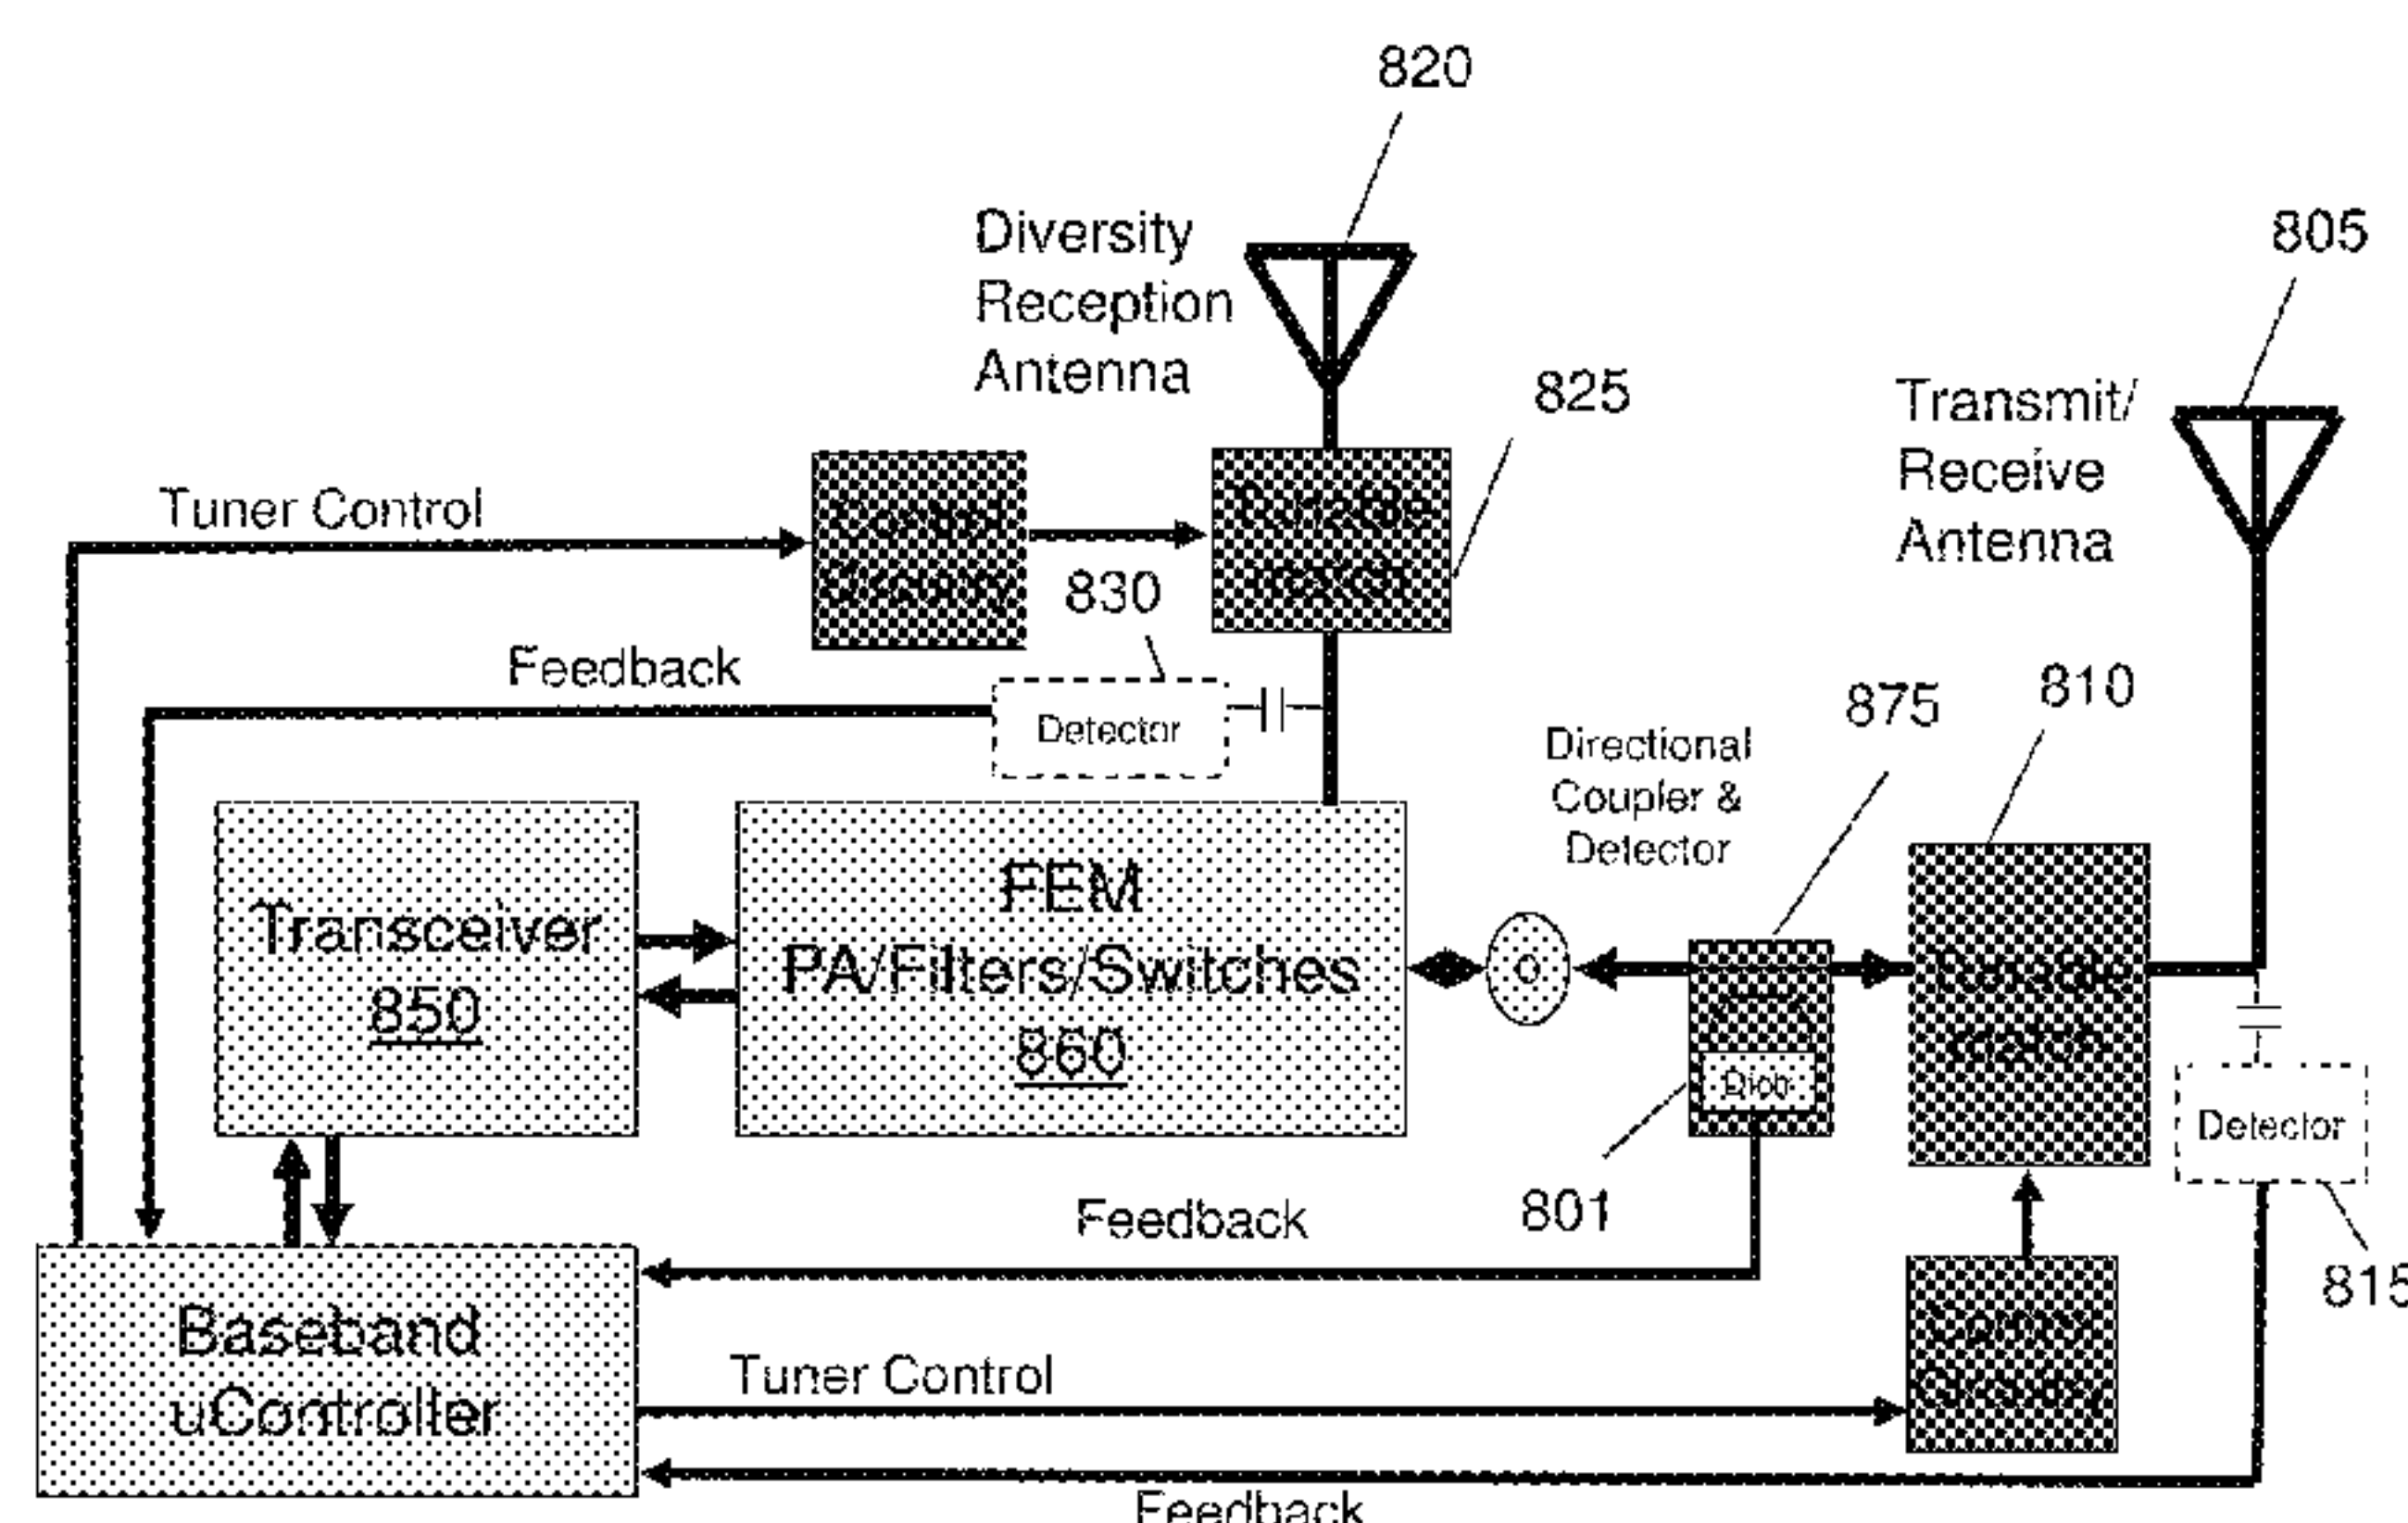 820
Diversity
Reception
Antenna
805
825
Transmit/
Receive
Antenna
Tuner Control
830
Feedback
Detector
875
810
Directional
Coupler &
Detector
Transceiver
850
FEM
PA/Filters/Switches
860
Detector
801
815
Feedback
Baseband
uController
Tuner Control
Feedback